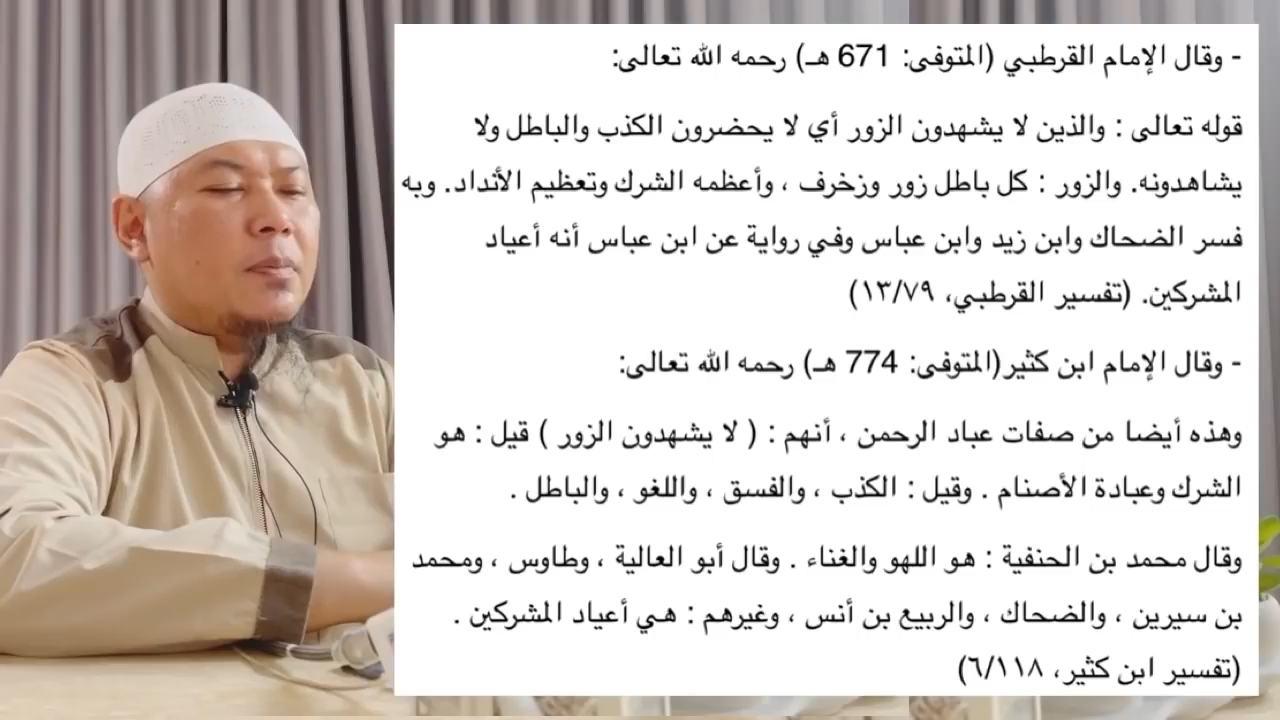 - وقال الإمام القرطبي (المتوفى: 671 هـ) رحمه الله تعالى:
قوله تعالى : والذين لا يشهدون الزور أي لا يحضرون الكذب والباطل ولا
يشاهدونه. والزور : كل باطل زور وزخرف ، وأعظمه الشرك وتعظيم الأنداد. وبه
فسر الضحاك وابن زيد وابن عباس وفي رواية عن ابن عباس أنه أعياد
المشركين. (تفسير القرطبي، ١٣/٧٩)
- وقال الإمام ابن كثير(المتوفى: 774 هـ) رحمه الله تعالى:
وهذه أيضا من صفات عباد الرحمن ، أنهم : ( لا يشهدون الزور ) قيل : هو
الشرك وعبادة الأصنام . وقيل : الكذب ، والفسق ، واللغو ، والباطل .
وقال محمد بن الحنفية : هو اللهو والغناء . وقال أبو العالية ، وطاوس ، ومحمد
بن سيرين ، والضحاك ، والربيع بن أنس ، وغيرهم : هي أعياد المشركين .
(تفسير ابن كثير، ٦/١١٨)